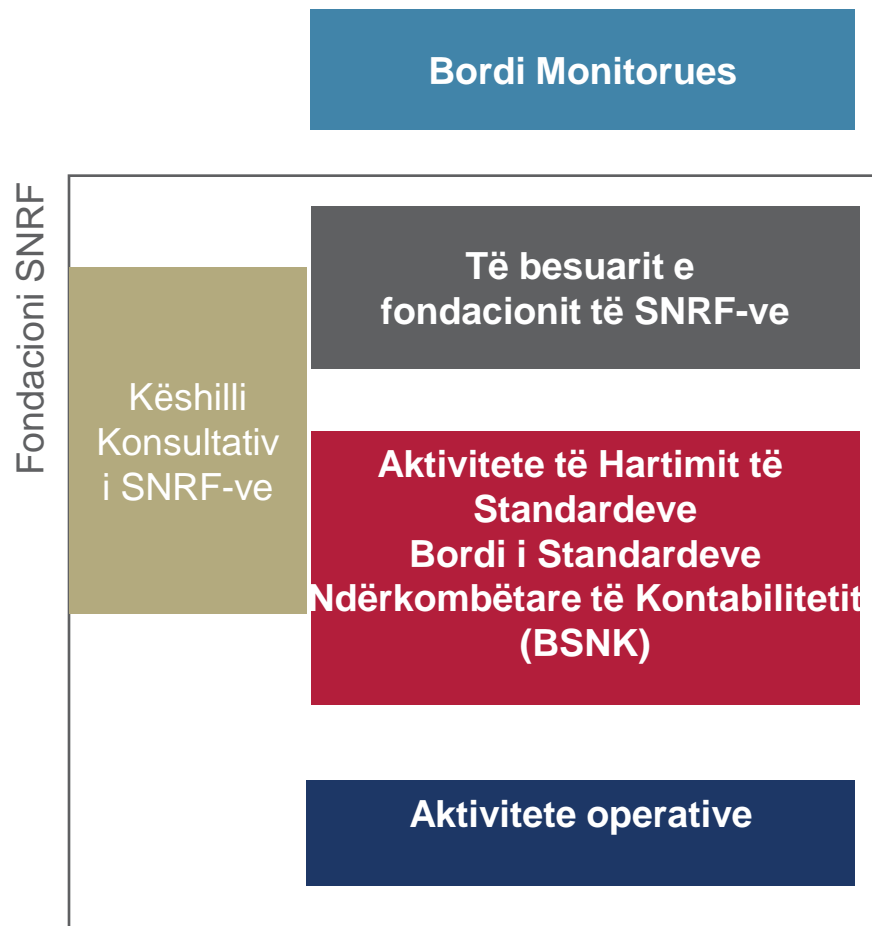 Bordi Monitorues
Fondacioni SNRF
Të besuarit e
fondacionit të SNRF-ve
Këshilli
Konsultativ
i SNRF-ve
Aktivitete të Hartimit të
Standardeve
Bordi i Standardeve
Ndërkombëtare të Kontabilitetit
(BSNK)
Aktivitete operative